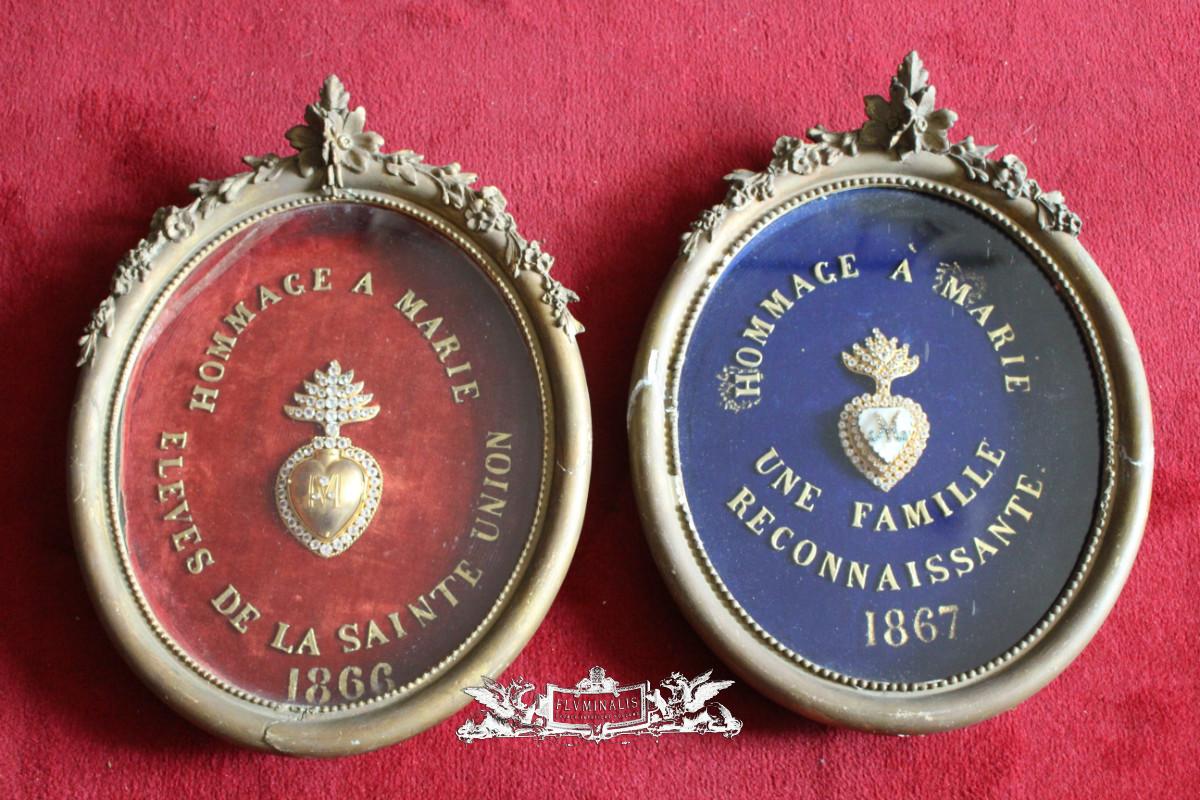 HOMMAGE A MARIE
M
ELEVES DE LA SAINTE UNION
1866
HOMMAGE À MARIE
M
UNE FAMILLE
RECONNAISSANTE.
1867
FLVMINALIS